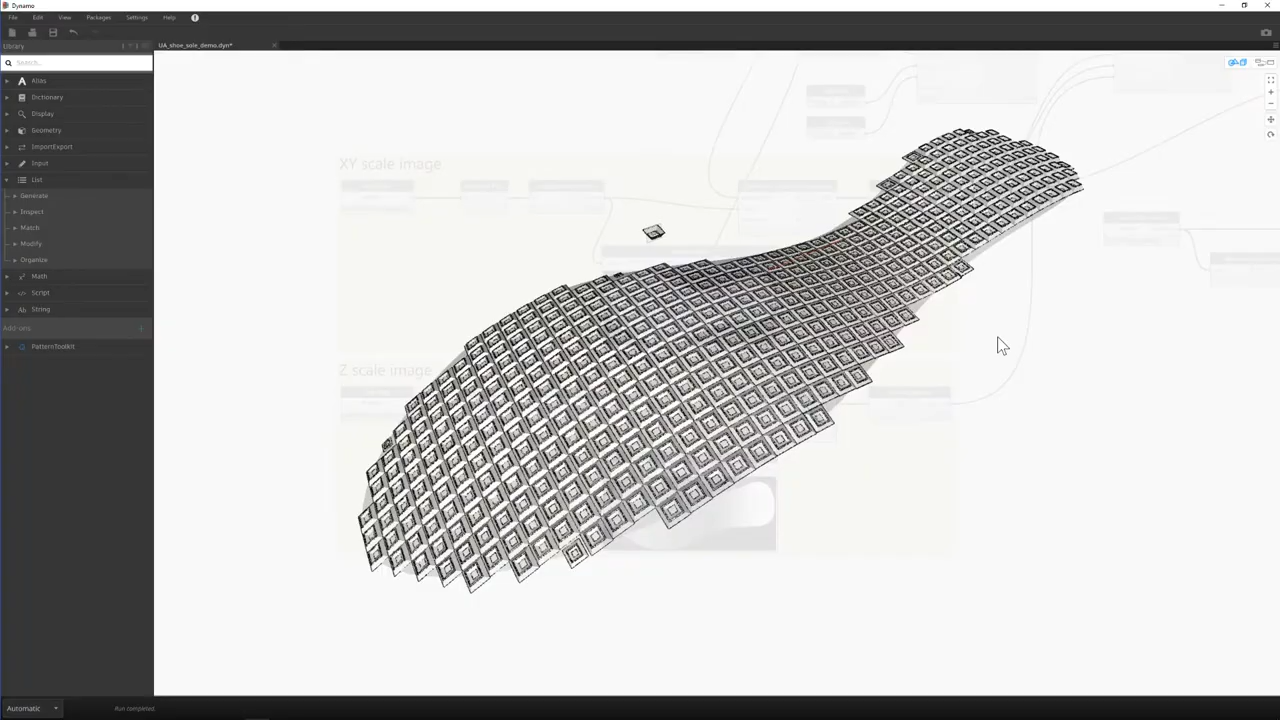 Dynamo
File Edit View Packages Settings Help
Library
UA_shoe_sole_demo.dyn*
Search...
Alias
Dictionary
Display
Geometry
ImportExport
Input
List
Generate
Inspect
Match
Modify
Organize
Math
Script
String
Add-ons
PatternToolkit
XY scale image
Z scale image
Automatic
Run completed.